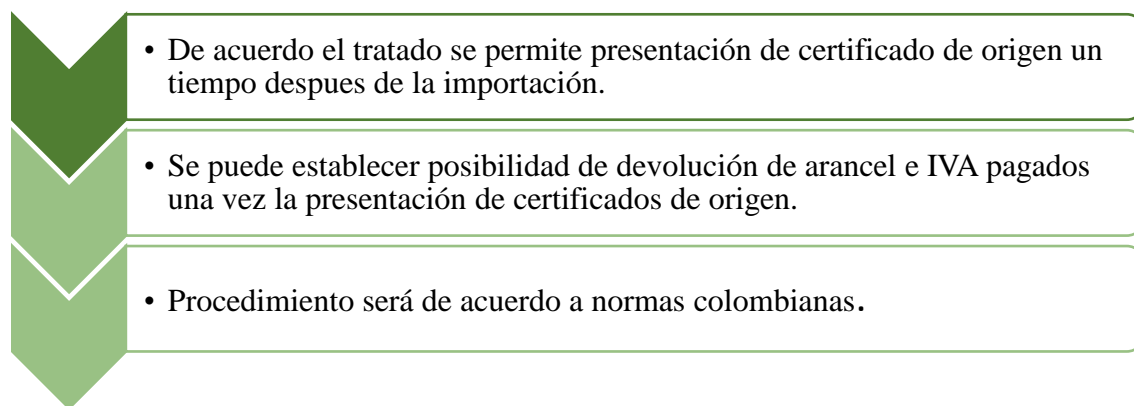 • De acuerdo el tratado se permite presentación de certificado de origen un
tiempo despues de la importación.
• Se puede establecer posibilidad de devolución de arancel e IVA pagados
una vez la presentación de certificados de origen.
• Procedimiento será de acuerdo a normas colombianas.